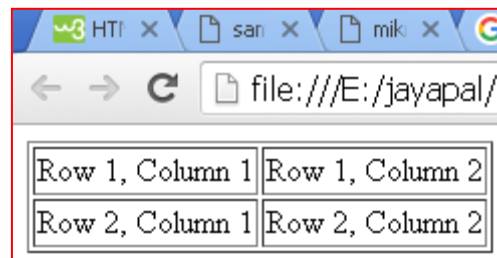 HTM san mik
file:///E:/jayapal/
Row 1, Column 1 Row 1, Column 2
Row 2, Column 1 Row 2, Column 2